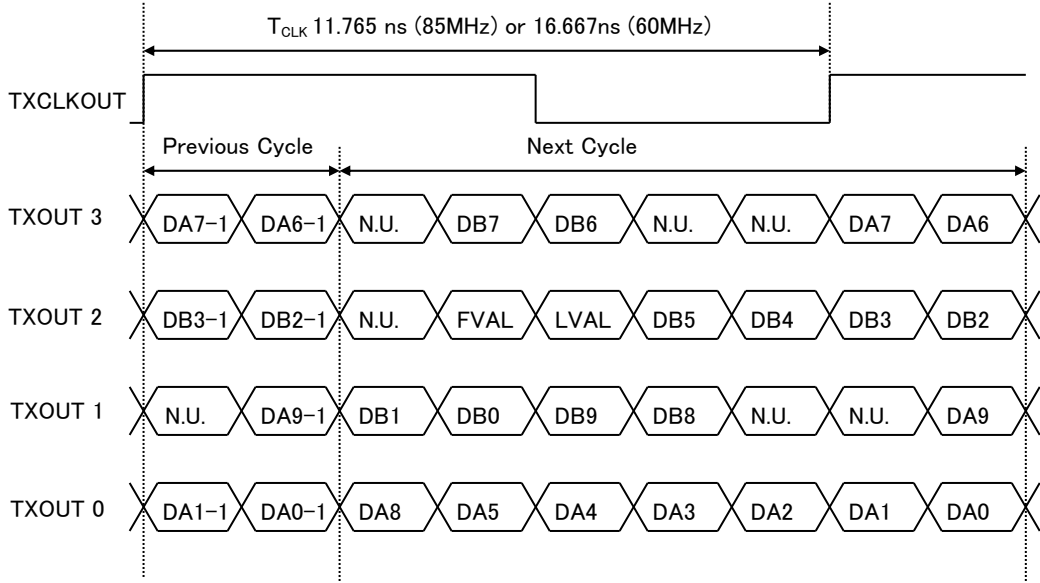 T_CLK 11.765 ns (85MHz) or 16.667ns (60MHz)
TXCLKOUT
Previous Cycle Next Cycle
TXOUT 3 DA7-1 DA6-1 N.U. DB7 DB6 N.U. N.U. DA7 DA6
TXOUT 2 DB3-1 DB2-1 N.U. FVAL LVAL DB5 DB4 DB3 DB2
TXOUT 1 N.U. DA9-1 DB1 DB0 DB9 DB8 N.U. N.U. DA9
TXOUT 0 DA1-1 DA0-1 DA8 DA5 DA4 DA3 DA2 DA1 DA0